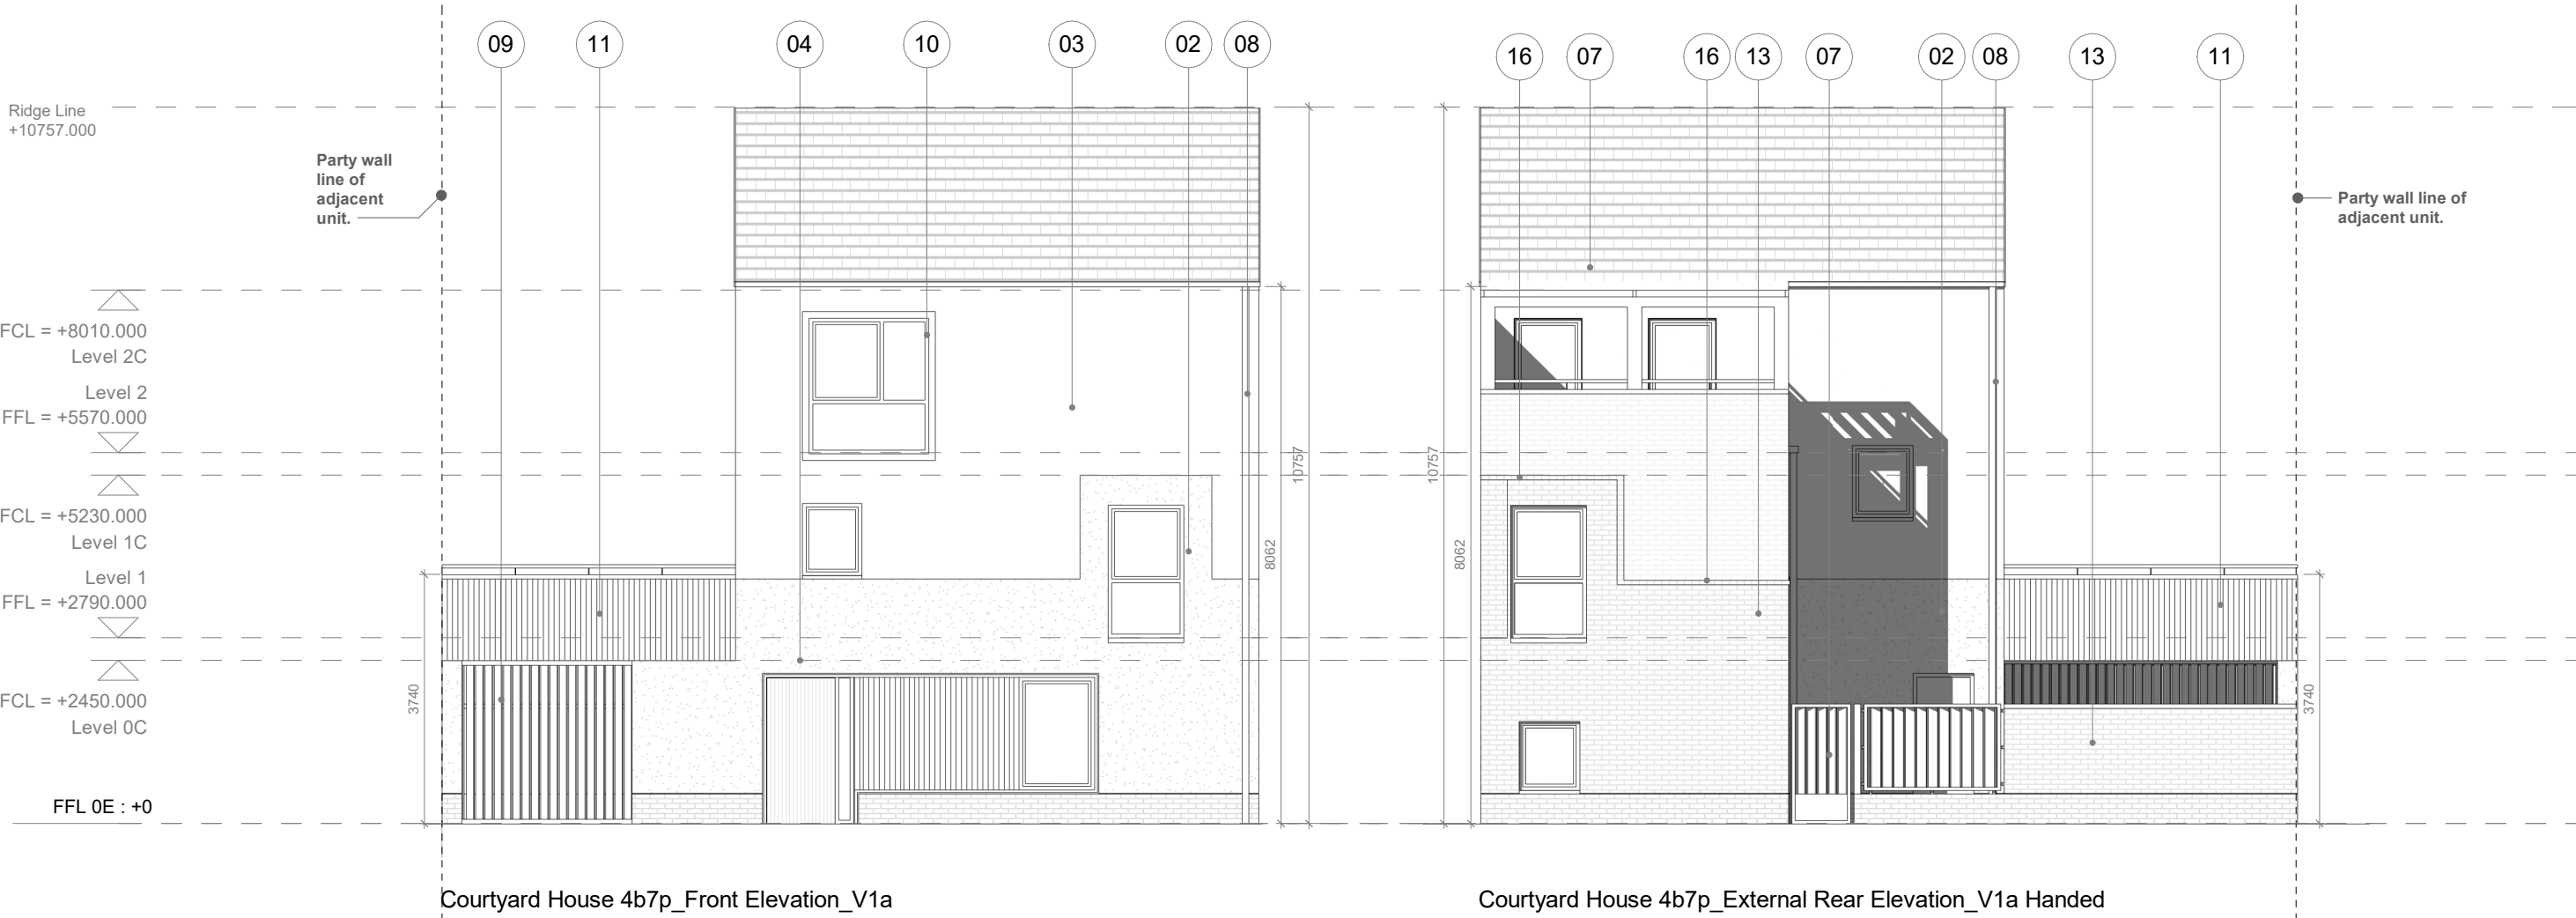 09 11 04 10 03 02 08
16 07 16 13 07 02 08 13 11
Ridge Line
+10757.000
Party wall
line of
adjacent
unit.
Party wall line of
adjacent unit.
FCL = +8010.000
Level 2C
Level 2
FFL = +5570.000
FCL = +5230.000
Level 1C
Level 1
FFL = +2790.000
FCL = +2450.000
Level 0C
FFL 0E : +0
3740
8062
10757
10757
8062
3740
Courtyard House 4b7p_Front Elevation_V1a
Courtyard House 4b7p_External Rear Elevation_V1a Handed